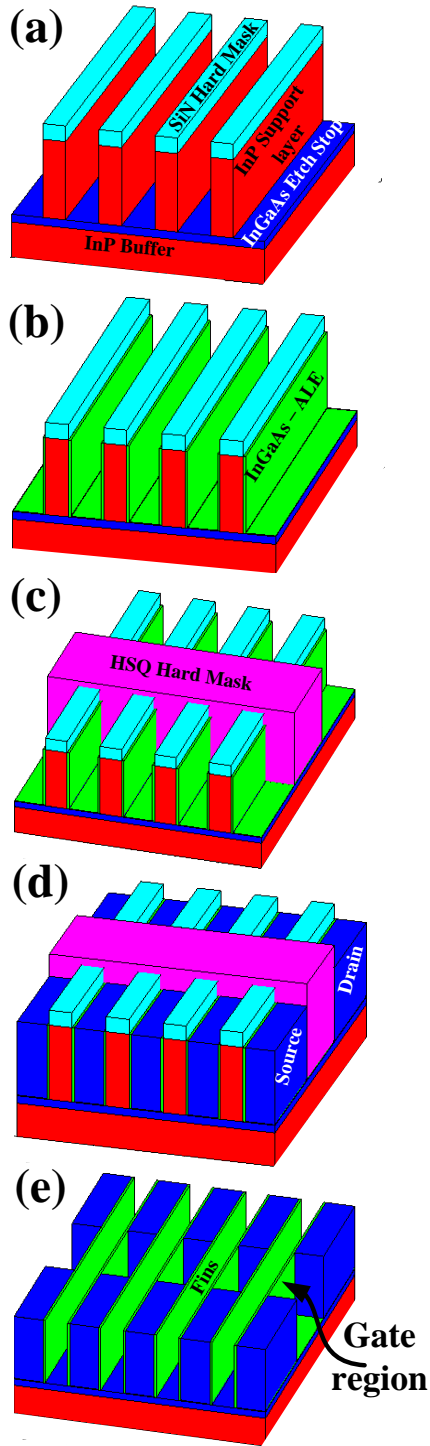 (a)
SiN Hard Mask
InP Support
layer
InGaAs Etch Stop
InP Buffer
(b)
InGaAs – ALE
(c)
HSQ Hard Mask
(d)
Drain
Source
(e)
Fins
Gate
region